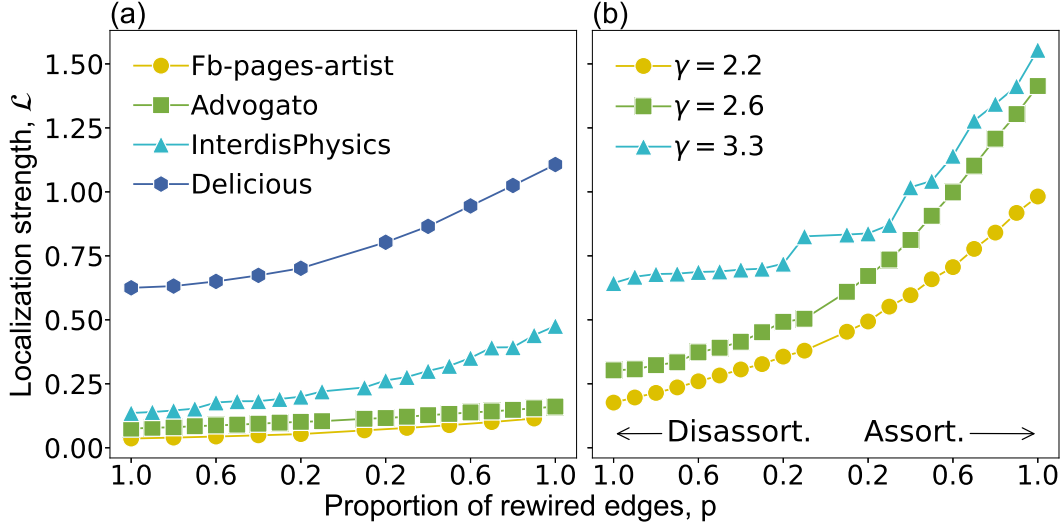 (a)
(b)
Localization strength, ℒ
1.50
1.25
1.00
0.75
0.50
0.25
0.00
Fb-pages-artist
Advogato
InterdisPhysics
Delicious
γ = 2.2
γ = 2.6
γ = 3.3
← Disassort.
Assort. →
1.0 0.6 0.2 0.2 0.6 1.0
1.0 0.6 0.2 0.2 0.6 1.0
Proportion of rewired edges, p